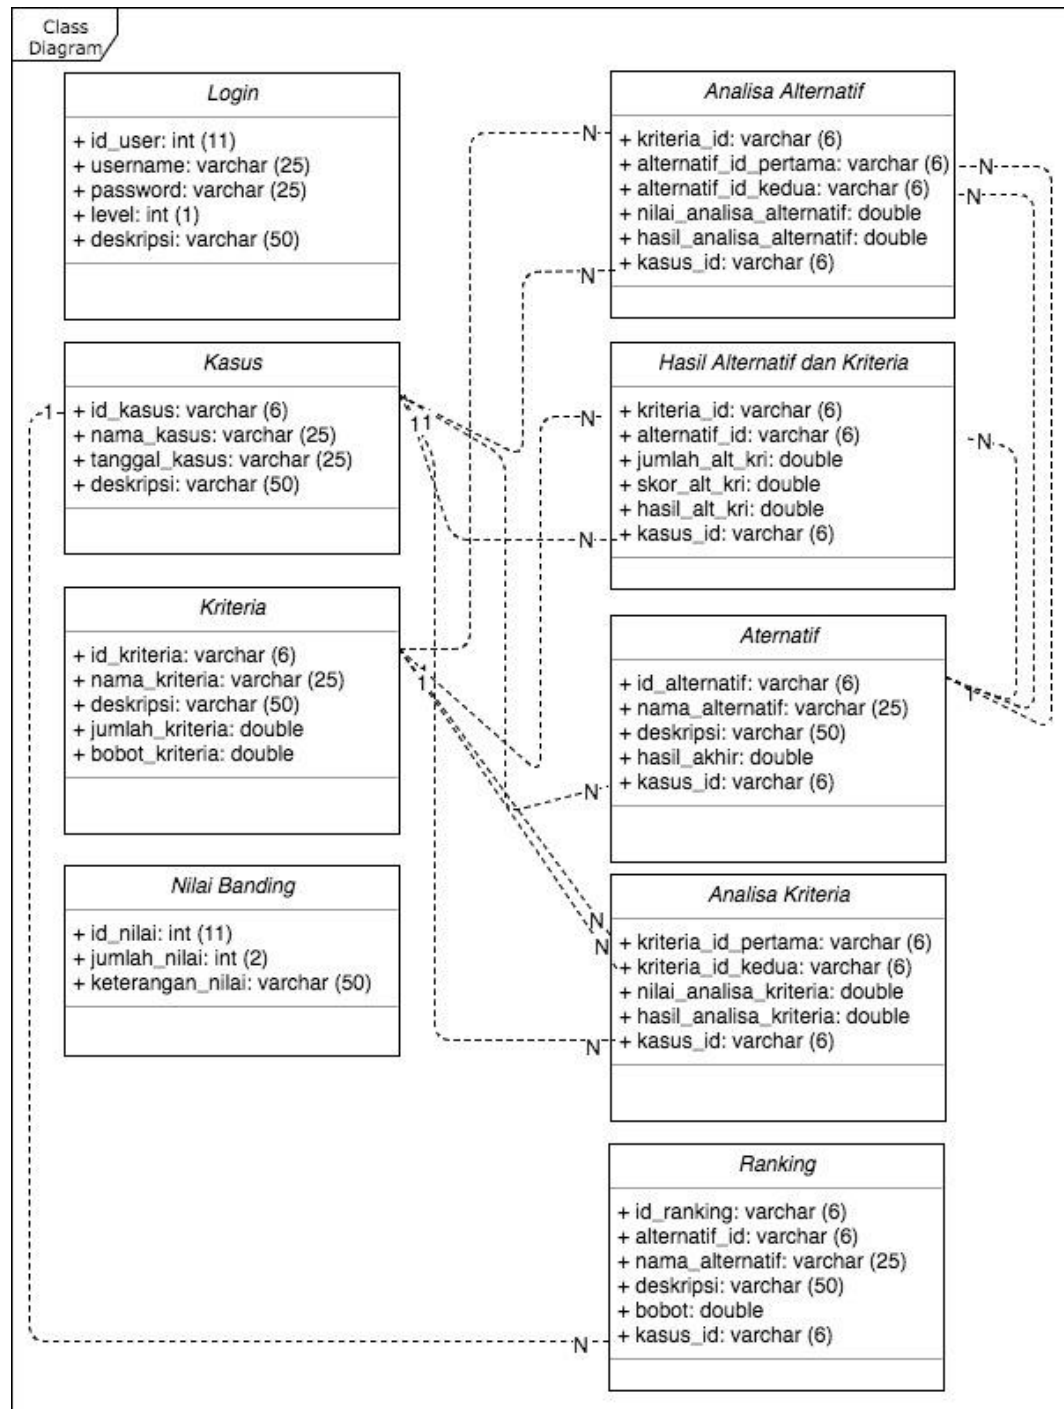 Class
Diagram
Login
+ id_user: int (11)
+ username: varchar (25)
+ password: varchar (25)
+ level: int (1)
+ deskripsi: varchar (50)
Kasus
+ id_kasus: varchar (6)
+ nama_kasus: varchar (25)
+ tanggal_kasus: varchar (25)
+ deskripsi: varchar (50)
Kriteria
+ id_kriteria: varchar (6)
+ nama_kriteria: varchar (25)
+ deskripsi: varchar (50)
+ jumlah_kriteria: double
+ bobot_kriteria: double
Nilai Banding
+ id_nilai: int (11)
+ jumlah_nilai: int (2)
+ keterangan_nilai: varchar (50)
1
1
1
1
1
N
N
N
N
N
N
N
N
Analisa Alternatif
+ kriteria_id: varchar (6)
+ alternatif_id_pertama: varchar (6)
+ alternatif_id_kedua: varchar (6)
+ nilai_analisa_alternatif: double
+ hasil_analisa_alternatif: double
+ kasus_id: varchar (6)
Hasil Alternatif dan Kriteria
+ kriteria_id: varchar (6)
+ alternatif_id: varchar (6)
+ jumlah_alt_kri: double
+ skor_alt_kri: double
+ hasil_alt_kri: double
+ kasus_id: varchar (6)
Aternatif
+ id_alternatif: varchar (6)
+ nama_alternatif: varchar (25)
+ deskripsi: varchar (50)
+ hasil_akhir: double
+ kasus_id: varchar (6)
Analisa Kriteria
+ kriteria_id_pertama: varchar (6)
+ kriteria_id_kedua: varchar (6)
+ nilai_analisa_kriteria: double
+ hasil_analisa_kriteria: double
+ kasus_id: varchar (6)
N
Ranking
+ id_ranking: varchar (6)
+ alternatif_id: varchar (6)
+ nama_alternatif: varchar (25)
+ deskripsi: varchar (50)
+ bobot: double
+ kasus_id: varchar (6)
N
N
N
1